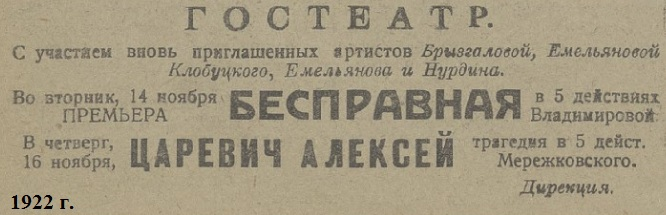 ГОСТЕАТР.
С участием вновь приглашенных артистов Брызгаловой, Емельяновой
Клобуцкого, Емельянова и Нурдина.
Во вторник, 14 ноября
ПРЕМЬЕРА
БЕСПРАВНАЯ
в 5 действиях
Владимировой.
В четверг,
16 ноября,
ЦАРЕВИЧ АЛЕКСЕЙ
трагедия в 5 дейст.
Мережковского.
Дирекция.
1922 г.